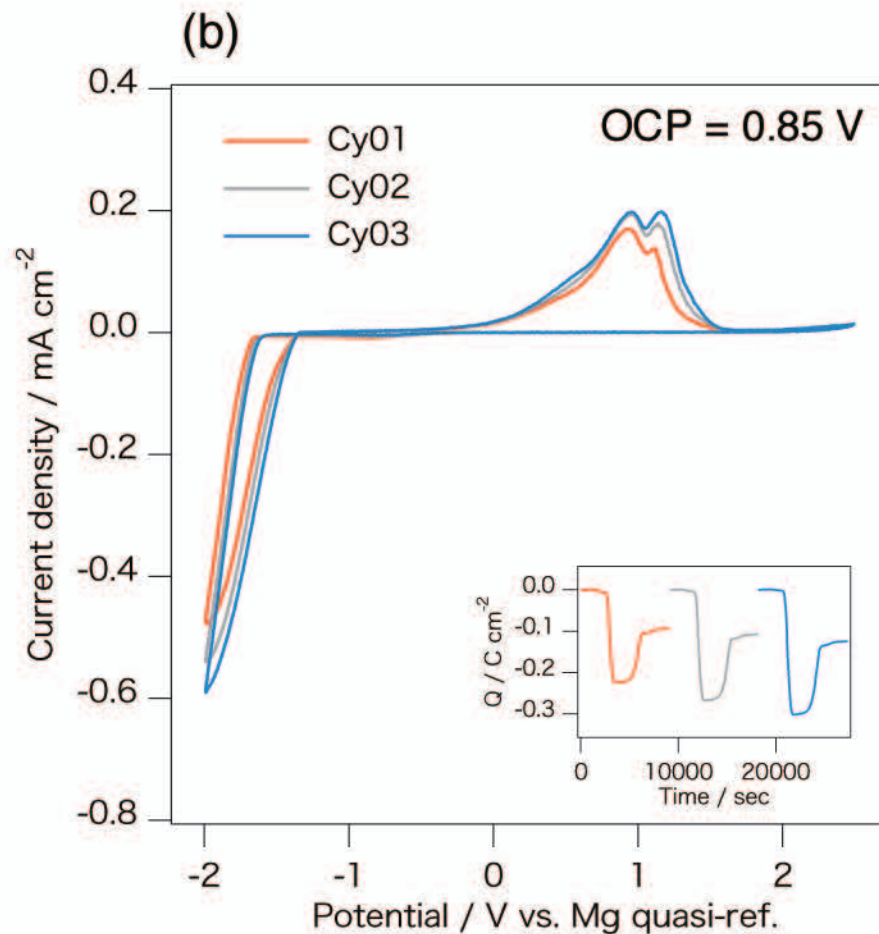 (b)
OCP = 0.85 V
Cy01
Cy02
Cy03
0.4
0.2
0.0
-0.2
-0.4
-0.6
-0.8
Current density / mA cm⁻²
-2 -1 0 1 2
Potential / V vs. Mg quasi-ref.
0.0
-0.1
-0.2
-0.3
Q / C cm⁻²
0 10000 20000
Time / sec